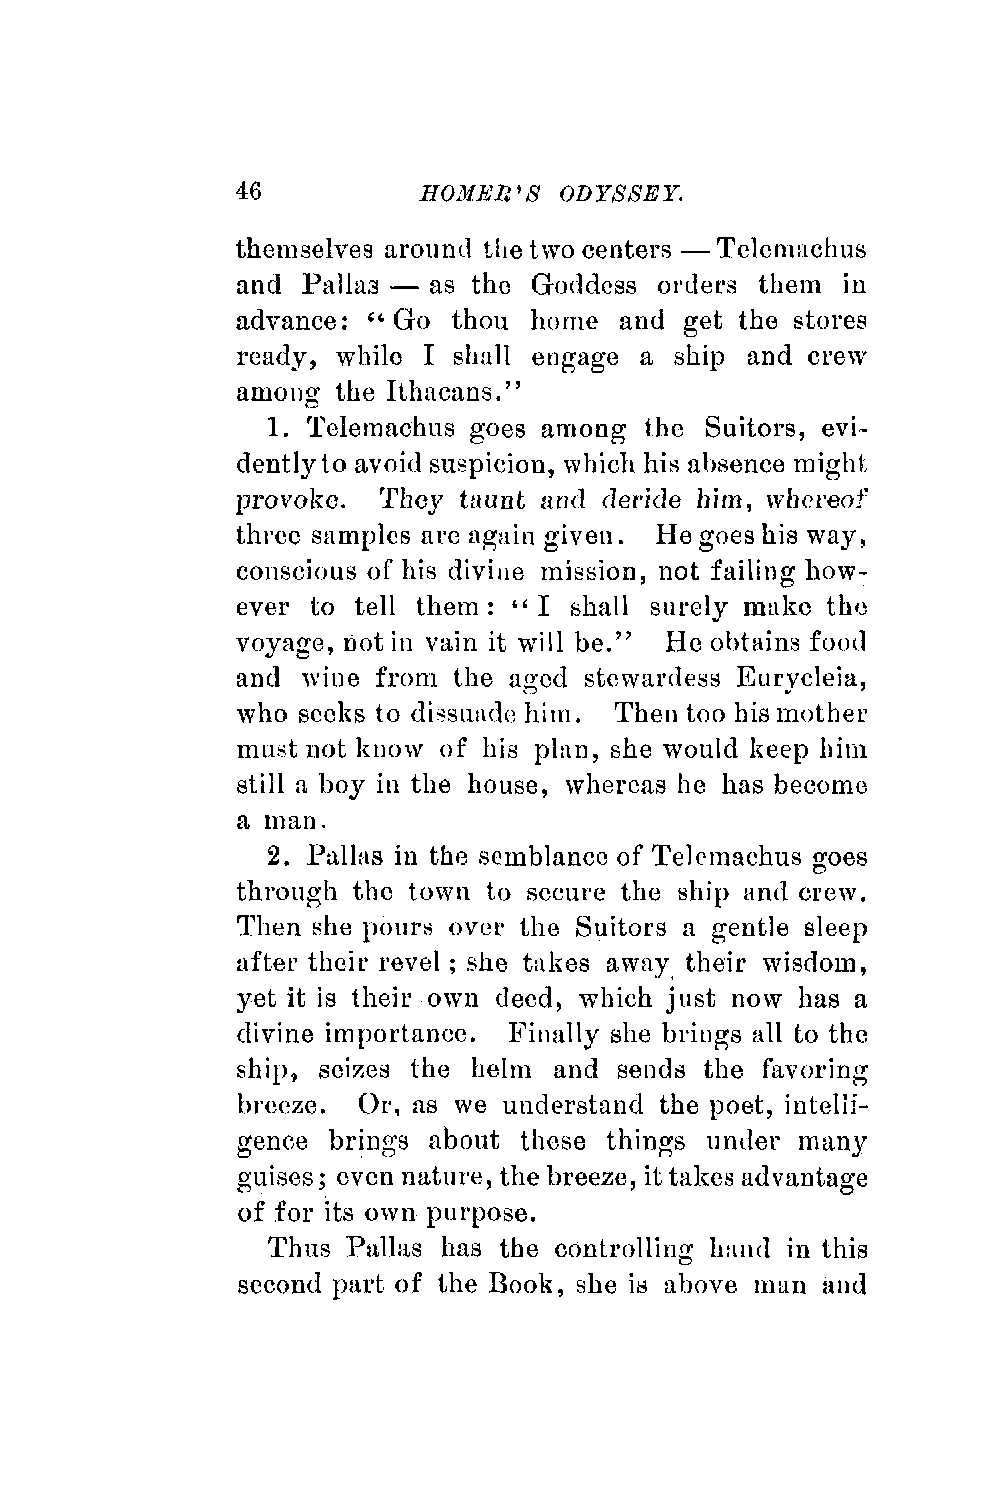 46 HOMER'S ODYSSEY.
themselves around the two centers — Telemachus
and Pallas — as the Goddess orders them in
advance: "Go thou home and get the stores
ready, while I shall engage a ship and crew
among the Ithacans."
1. Telemachus goes among the Suitors, evi-
dently to avoid suspicion, which his absence might
provoke. They taunt and deride him, whereof
three samples are again given. He goes his way,
conscious of his divine mission, not failing how-
ever to tell them: "I shall surely make the
voyage, not in vain it will be." He obtains food
and wine from the aged stewardess Eurycleia,
who seeks to dissuade him. Then too his mother
must not know of his plan, she would keep him
still a boy in the house, whereas he has become
a man.
2. Pallas in the semblance of Telemachus goes
through the town to secure the ship and crew.
Then she pours over the Suitors a gentle sleep
after their revel; she takes away their wisdom,
yet it is their own deed, which just now has a
divine importance. Finally she brings all to the
ship, seizes the helm and sends the favoring
breeze. Or, as we understand the poet, intelli-
gence brings about these things under many
guises; even nature, the breeze, it takes advantage
of for its own purpose.
Thus Pallas has the controlling hand in this
second part of the Book, she is above man and